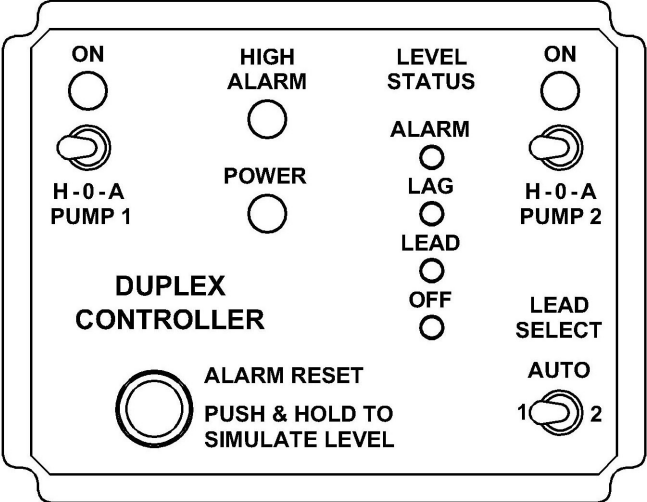 ON
H-0-A
PUMP 1
HIGH
ALARM
POWER
LEVEL
STATUS
ALARM
LAG
LEAD
OFF
ON
H-0-A
PUMP 2
DUPLEX
CONTROLLER
LEAD
SELECT
AUTO
1 2
ALARM RESET
PUSH & HOLD TO
SIMULATE LEVEL